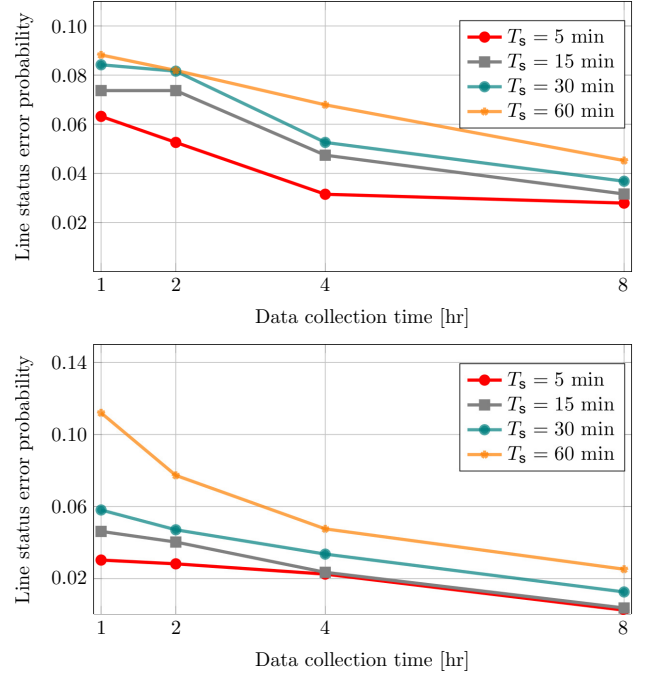 Line status error probability
0.10
0.08
0.06
0.04
0.02
T_s = 5 min
T_s = 15 min
T_s = 30 min
T_s = 60 min
1 2 4 8
Data collection time [hr]
Line status error probability
0.14
0.10
0.06
0.02
T_s = 5 min
T_s = 15 min
T_s = 30 min
T_s = 60 min
1 2 4 8
Data collection time [hr]